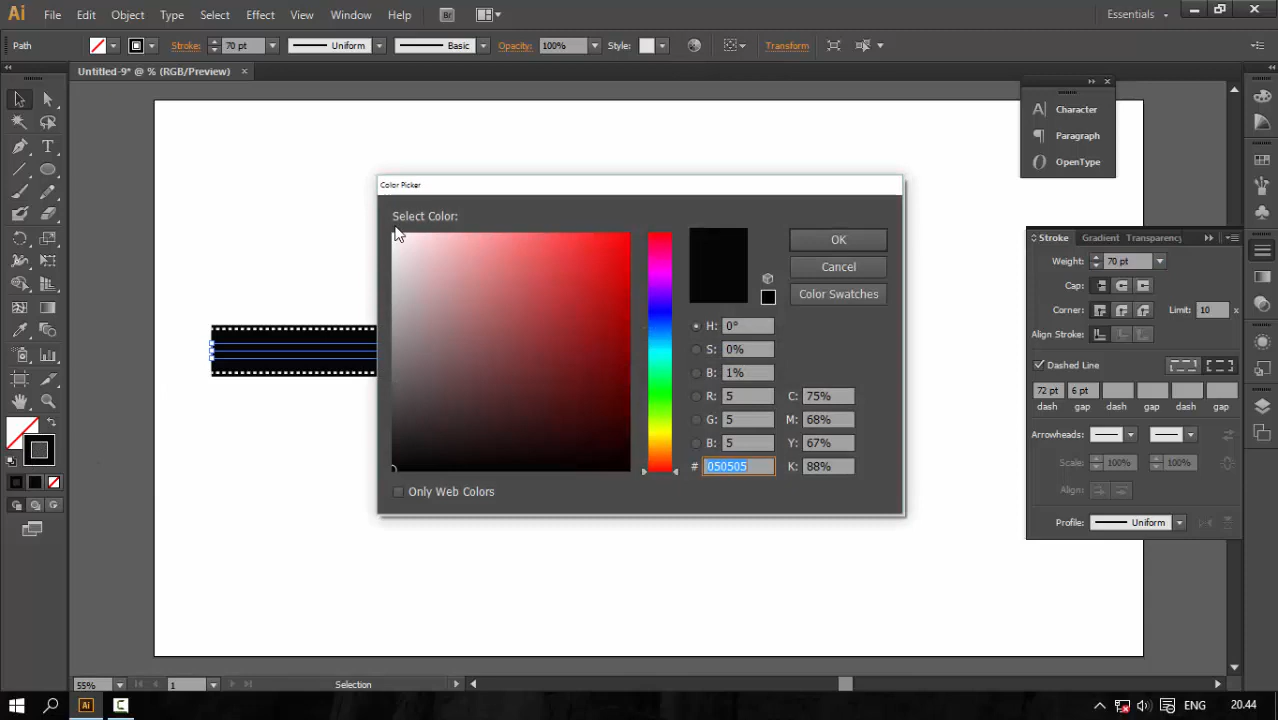 Ai File Edit Object Type Select Effect View Window Help Br Essentials
Path Stroke: 70 pt Uniform Basic Opacity: 100% Style: Transform
Untitled-9* @ % (RGB/Preview) ×
Character
Paragraph
OpenType
Color Picker
Select Color:
OK
Cancel
Color Swatches
H: 0°
S: 0%
B: 1%
R: 5 C: 75%
G: 5 M: 68%
B: 5 Y: 67%
# 050505 K: 88%
Only Web Colors
Stroke Gradient Transparency
Weight: 70 pt
Cap:
Corner: Limit: 10 x
Align Stroke:
Dashed Line
72 pt 6 pt
dash gap dash gap dash gap
Arrowheads:
Scale: 100% 100%
Align:
Profile: Uniform
55% 1 Selection
Ai C ENG 20.44